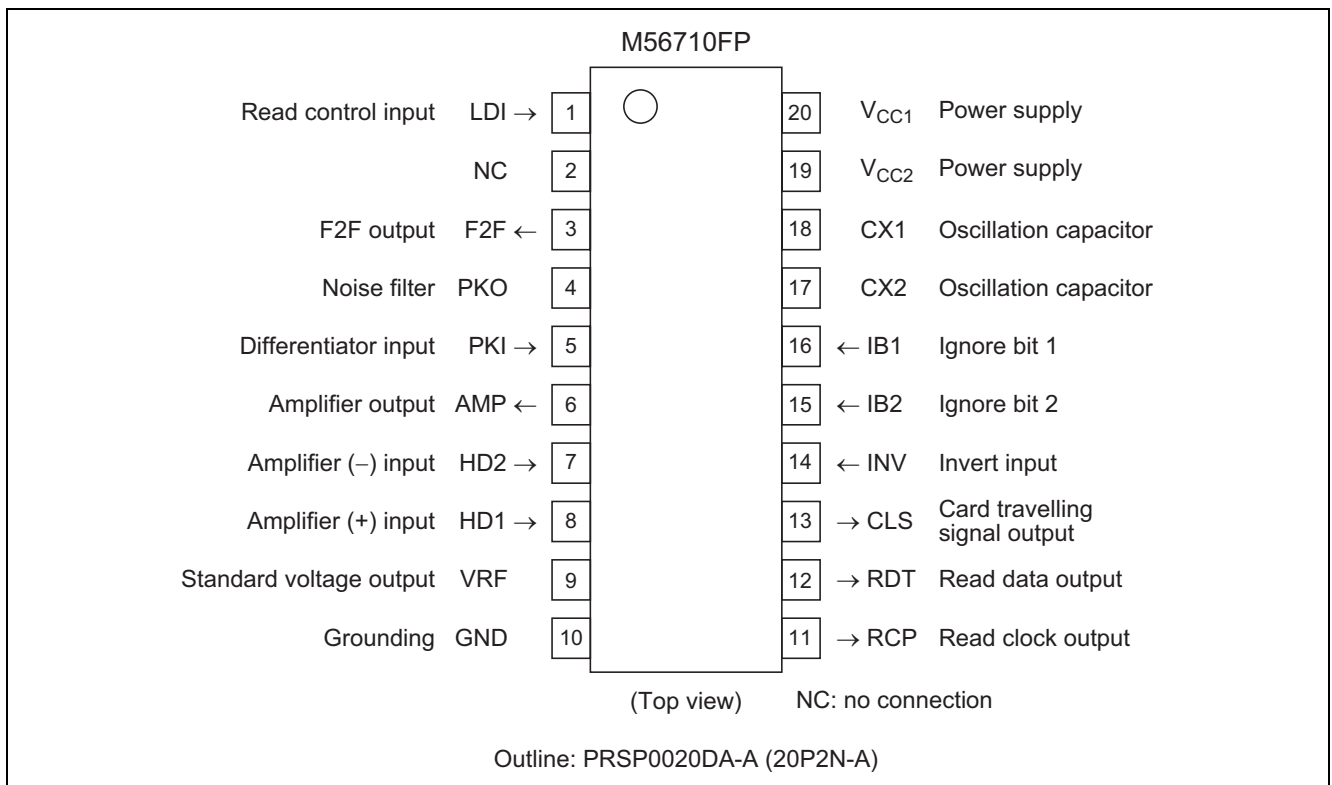 M56710FP
Read control input LDI → 1 20 VCC1 Power supply
NC 2 19 VCC2 Power supply
F2F output F2F ← 3 18 CX1 Oscillation capacitor
Noise filter PKO 4 17 CX2 Oscillation capacitor
Differentiator input PKI → 5 16 ← IB1 Ignore bit 1
Amplifier output AMP ← 6 15 ← IB2 Ignore bit 2
Amplifier (−) input HD2 → 7 14 ← INV Invert input
Amplifier (+) input HD1 → 8 13 → CLS Card travelling
signal output
Standard voltage output VRF 9 12 → RDT Read data output
Grounding GND 10 11 → RCP Read clock output
(Top view) NC: no connection
Outline: PRSP0020DA-A (20P2N-A)